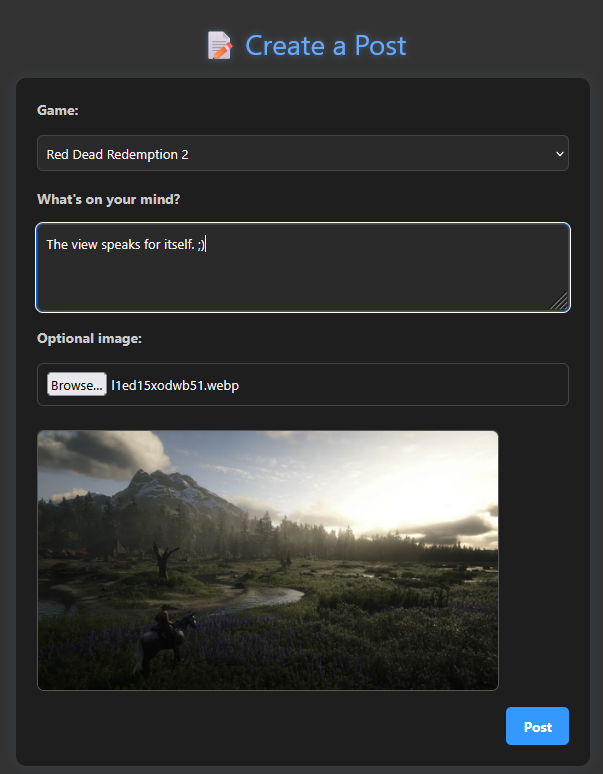 📝 Create a Post
Game:
Red Dead Redemption 2
What's on your mind?
The view speaks for itself. ;)
Optional image:
Browse... l1ed15xodwb51.webp
Post